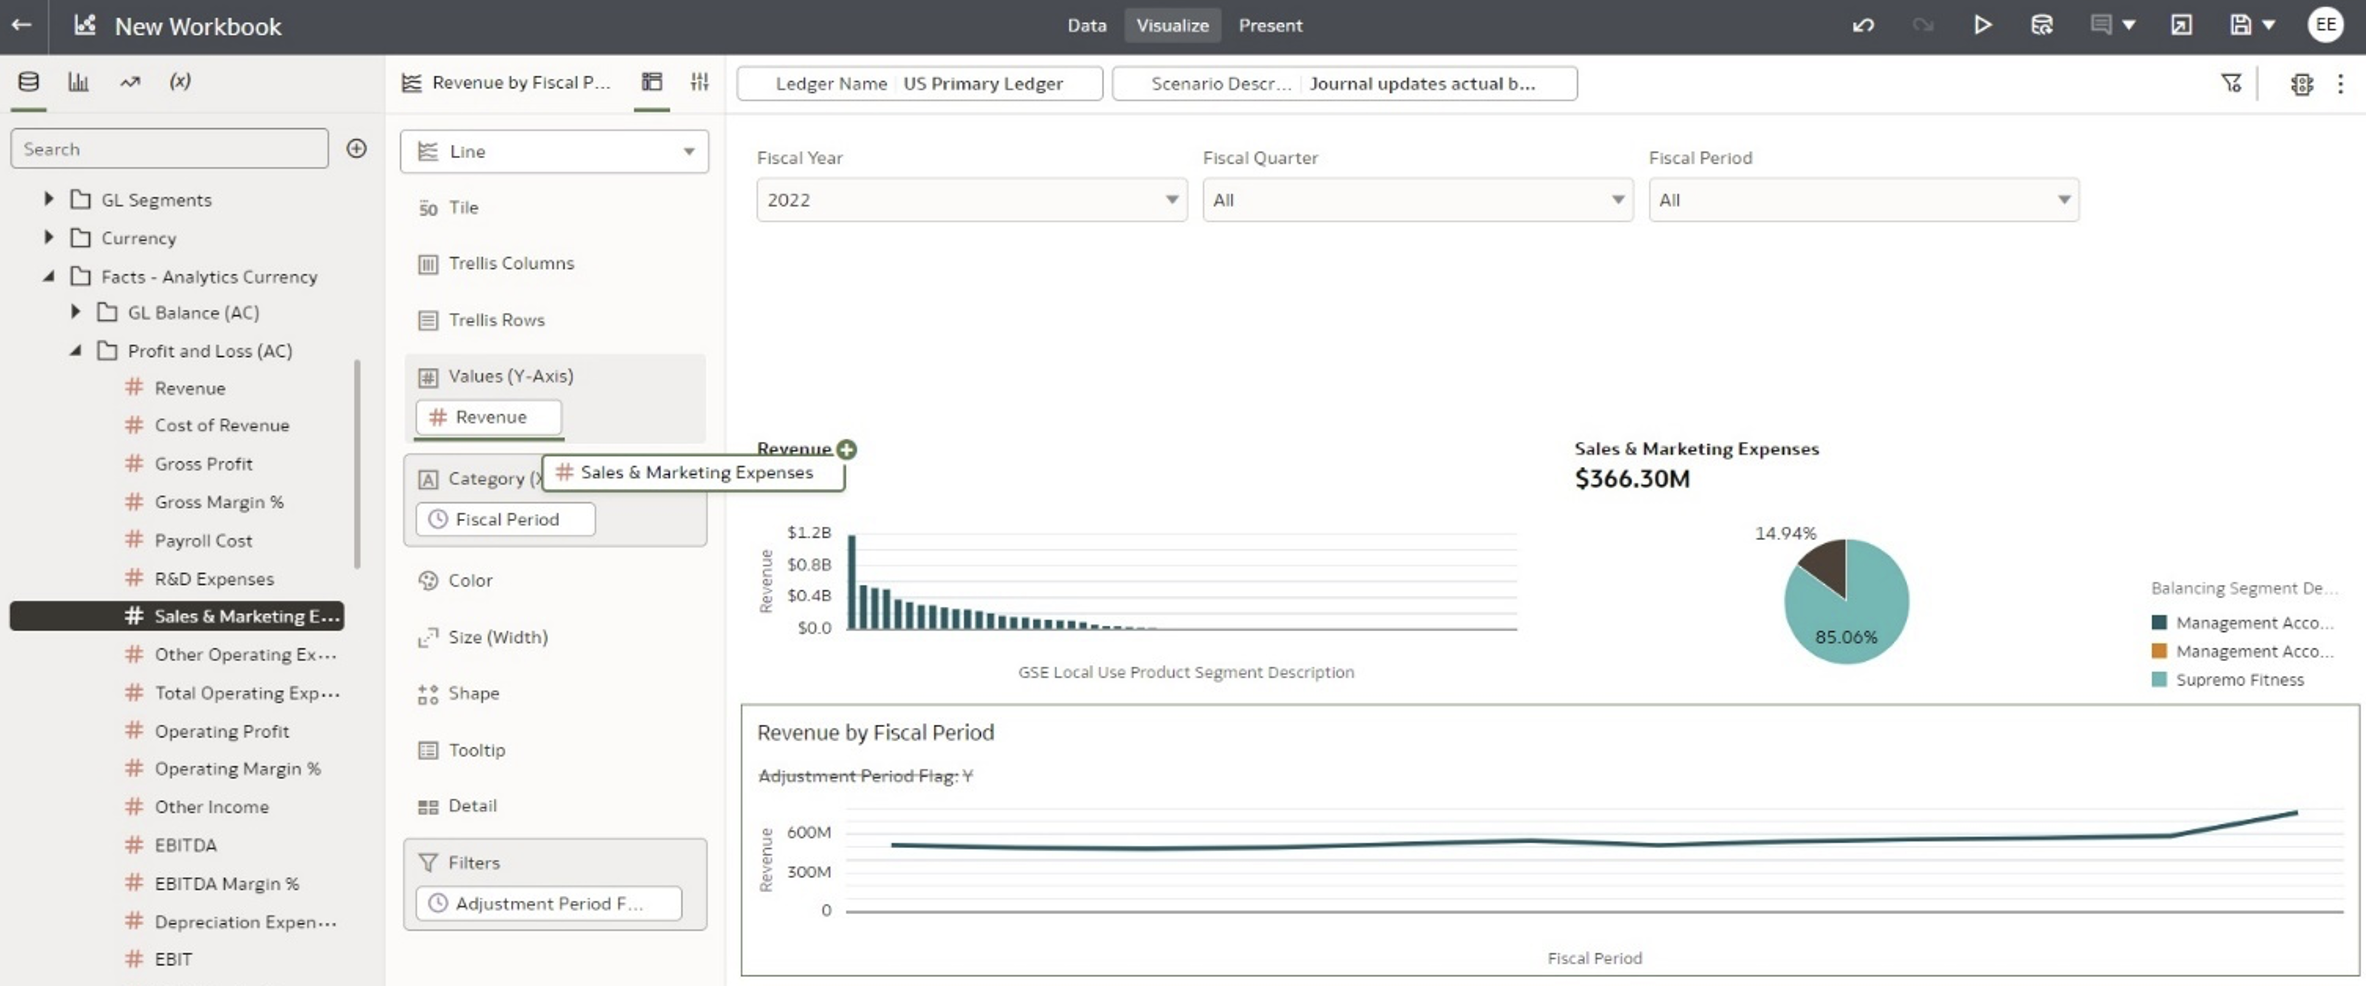 New Workbook
Data Visualize Present
EE
(x)
Revenue by Fiscal P...
Ledger Name US Primary Ledger
Scenario Descr... Journal updates actual b...
Search
GL Segments
Currency
Facts - Analytics Currency
GL Balance (AC)
Profit and Loss (AC)
# Revenue
# Cost of Revenue
# Gross Profit
# Gross Margin %
# Payroll Cost
# R&D Expenses
# Sales & Marketing E...
# Other Operating Ex...
# Total Operating Exp...
# Operating Profit
# Operating Margin %
# Other Income
# EBITDA
# EBITDA Margin %
# Depreciation Expen...
# EBIT
Line
50 Tile
Trellis Columns
Trellis Rows
# Values (Y-Axis)
# Revenue
A Category (X
# Sales & Marketing Expenses
Fiscal Period
Color
Size (Width)
Shape
Tooltip
Detail
Filters
Adjustment Period F...
Fiscal Year
2022
Fiscal Quarter
All
Fiscal Period
All
Revenue
$1.2B
$0.8B
$0.4B
$0.0
Revenue
GSE Local Use Product Segment Description
Sales & Marketing Expenses
$366.30M
14.94%
85.06%
Balancing Segment De...
Management Acco...
Management Acco...
Supremo Fitness
Revenue by Fiscal Period
Adjustment Period Flag: Y
Revenue
600M
300M
0
Fiscal Period